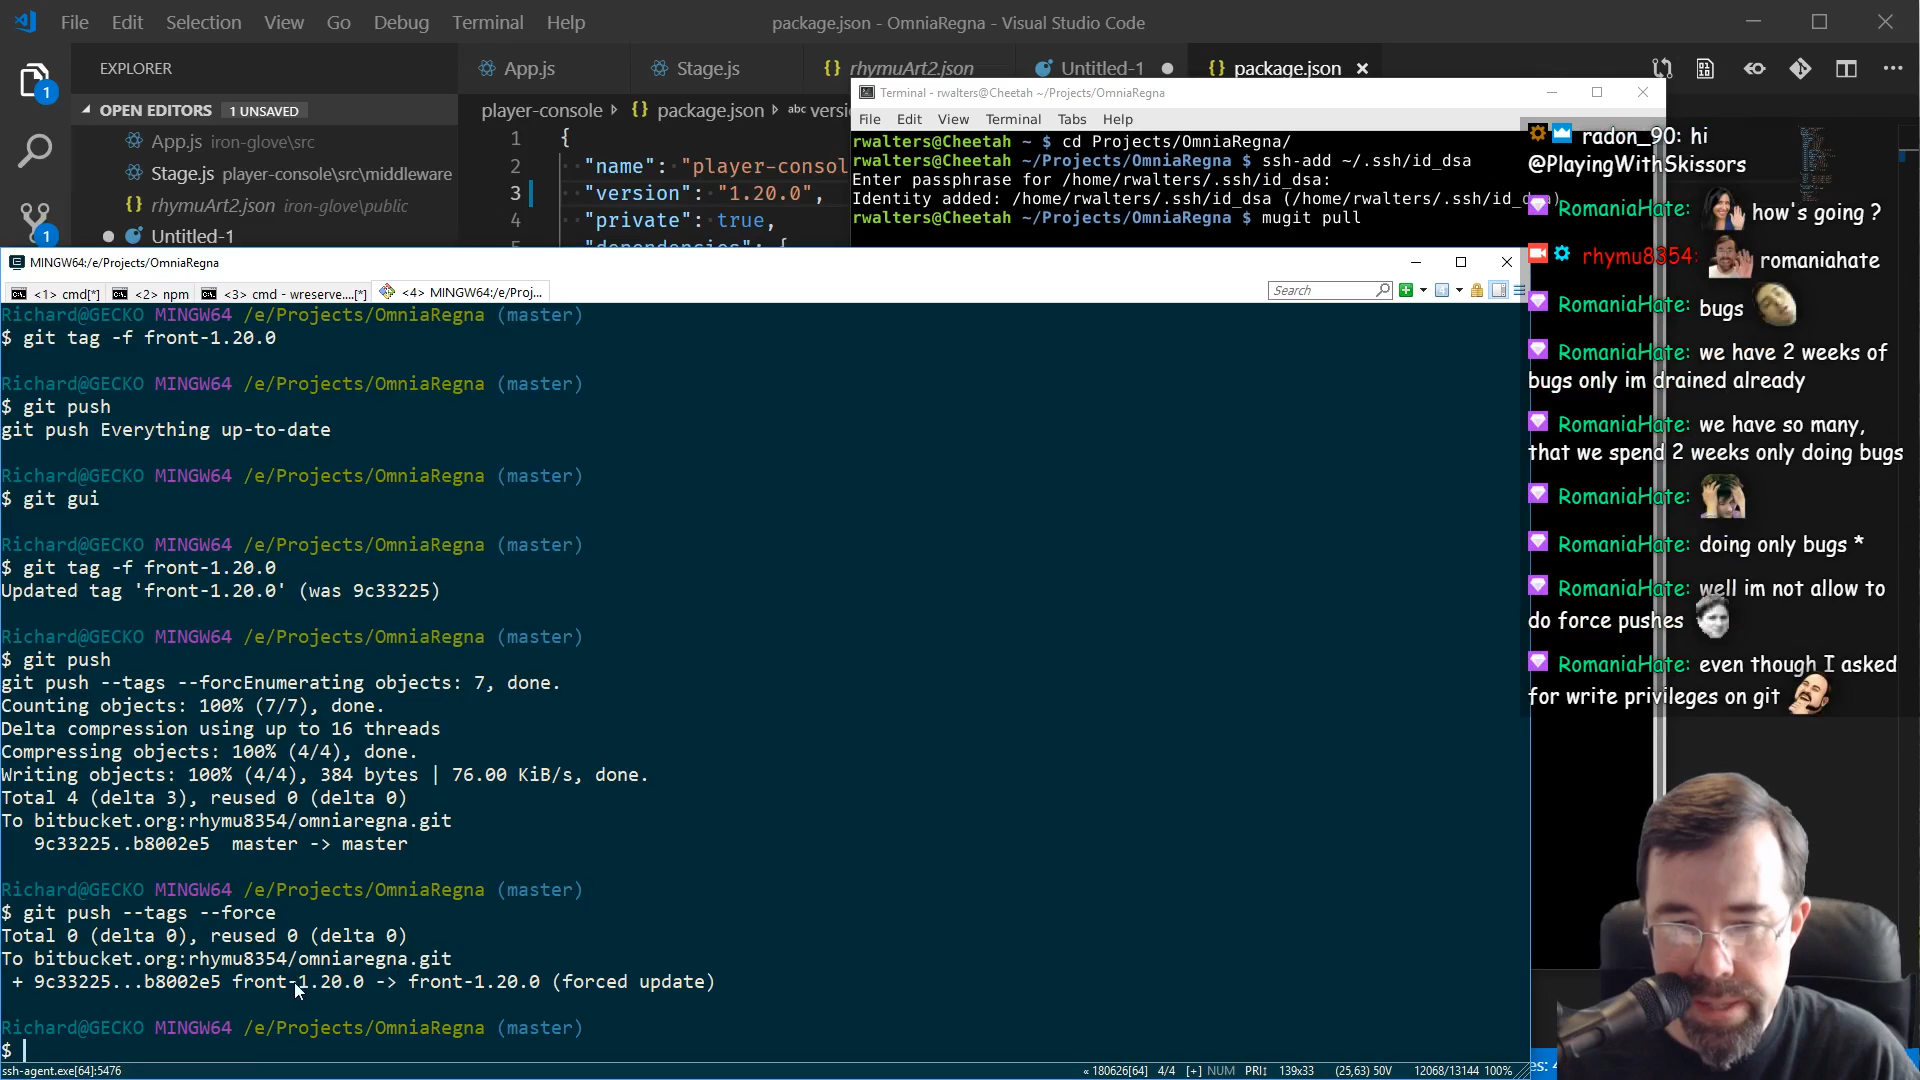 File Edit Selection View Go Debug Terminal Help
package.json - OmniaRegna - Visual Studio Code
EXPLORER
OPEN EDITORS 1 UNSAVED
App.js iron-glove\src
Stage.js player-console\src\middleware
rhymuArt2.json iron-glove\public
Untitled-1
1
1
App.js
Stage.js
rhymuArt2.json
Untitled-1
package.json
player-console package.json abc versi
1 {
2 "name": "player-consol
3 "version": "1.20.0",
4 "private": true,
5 "dependencies": {
Terminal - rwalters@Cheetah ~/Projects/OmniaRegna
File Edit View Terminal Tabs Help
rwalters@Cheetah ~ $ cd Projects/OmniaRegna/
rwalters@Cheetah ~/Projects/OmniaRegna $ ssh-add ~/.ssh/id_dsa
Enter passphrase for /home/rwalters/.ssh/id_dsa:
Identity added: /home/rwalters/.ssh/id_dsa (/home/rwalters/.ssh/id_dsa)
rwalters@Cheetah ~/Projects/OmniaRegna $ mugit pull
MINGW64:/e/Projects/OmniaRegna
<1> cmd[*] <2> npm <3> cmd - wreserve....[*] <4> MINGW64:/e/Proj...
Search
Richard@GECKO MINGW64 /e/Projects/OmniaRegna (master)
$ git tag -f front-1.20.0
Richard@GECKO MINGW64 /e/Projects/OmniaRegna (master)
$ git push
git push Everything up-to-date
Richard@GECKO MINGW64 /e/Projects/OmniaRegna (master)
$ git gui
Richard@GECKO MINGW64 /e/Projects/OmniaRegna (master)
$ git tag -f front-1.20.0
Updated tag 'front-1.20.0' (was 9c33225)
Richard@GECKO MINGW64 /e/Projects/OmniaRegna (master)
$ git push
git push --tags --forcEnumerating objects: 7, done.
Counting objects: 100% (7/7), done.
Delta compression using up to 16 threads
Compressing objects: 100% (4/4), done.
Writing objects: 100% (4/4), 384 bytes | 76.00 KiB/s, done.
Total 4 (delta 3), reused 0 (delta 0)
To bitbucket.org:rhymu8354/omniaregna.git
9c33225..b8002e5 master -> master
Richard@GECKO MINGW64 /e/Projects/OmniaRegna (master)
$ git push --tags --force
Total 0 (delta 0), reused 0 (delta 0)
To bitbucket.org:rhymu8354/omniaregna.git
+ 9c33225...b8002e5 front-1.20.0 -> front-1.20.0 (forced update)
Richard@GECKO MINGW64 /e/Projects/OmniaRegna (master)
$
ssh-agent.exe[64]:5476
« 180626[64] 4/4 [+] NUM PRI↕ 139x33 (25,63) 50V 12068/13144 100%
radon_90: hi
@PlayingWithSkissors
RomaniaHate: how's going ?
rhymu8354: romaniahate
RomaniaHate: bugs
RomaniaHate: we have 2 weeks of
bugs only im drained already
RomaniaHate: we have so many,
that we spend 2 weeks only doing bugs
RomaniaHate:
RomaniaHate: doing only bugs *
RomaniaHate: well im not allow to
do force pushes
RomaniaHate: even though I asked
for write privileges on git
es: 4